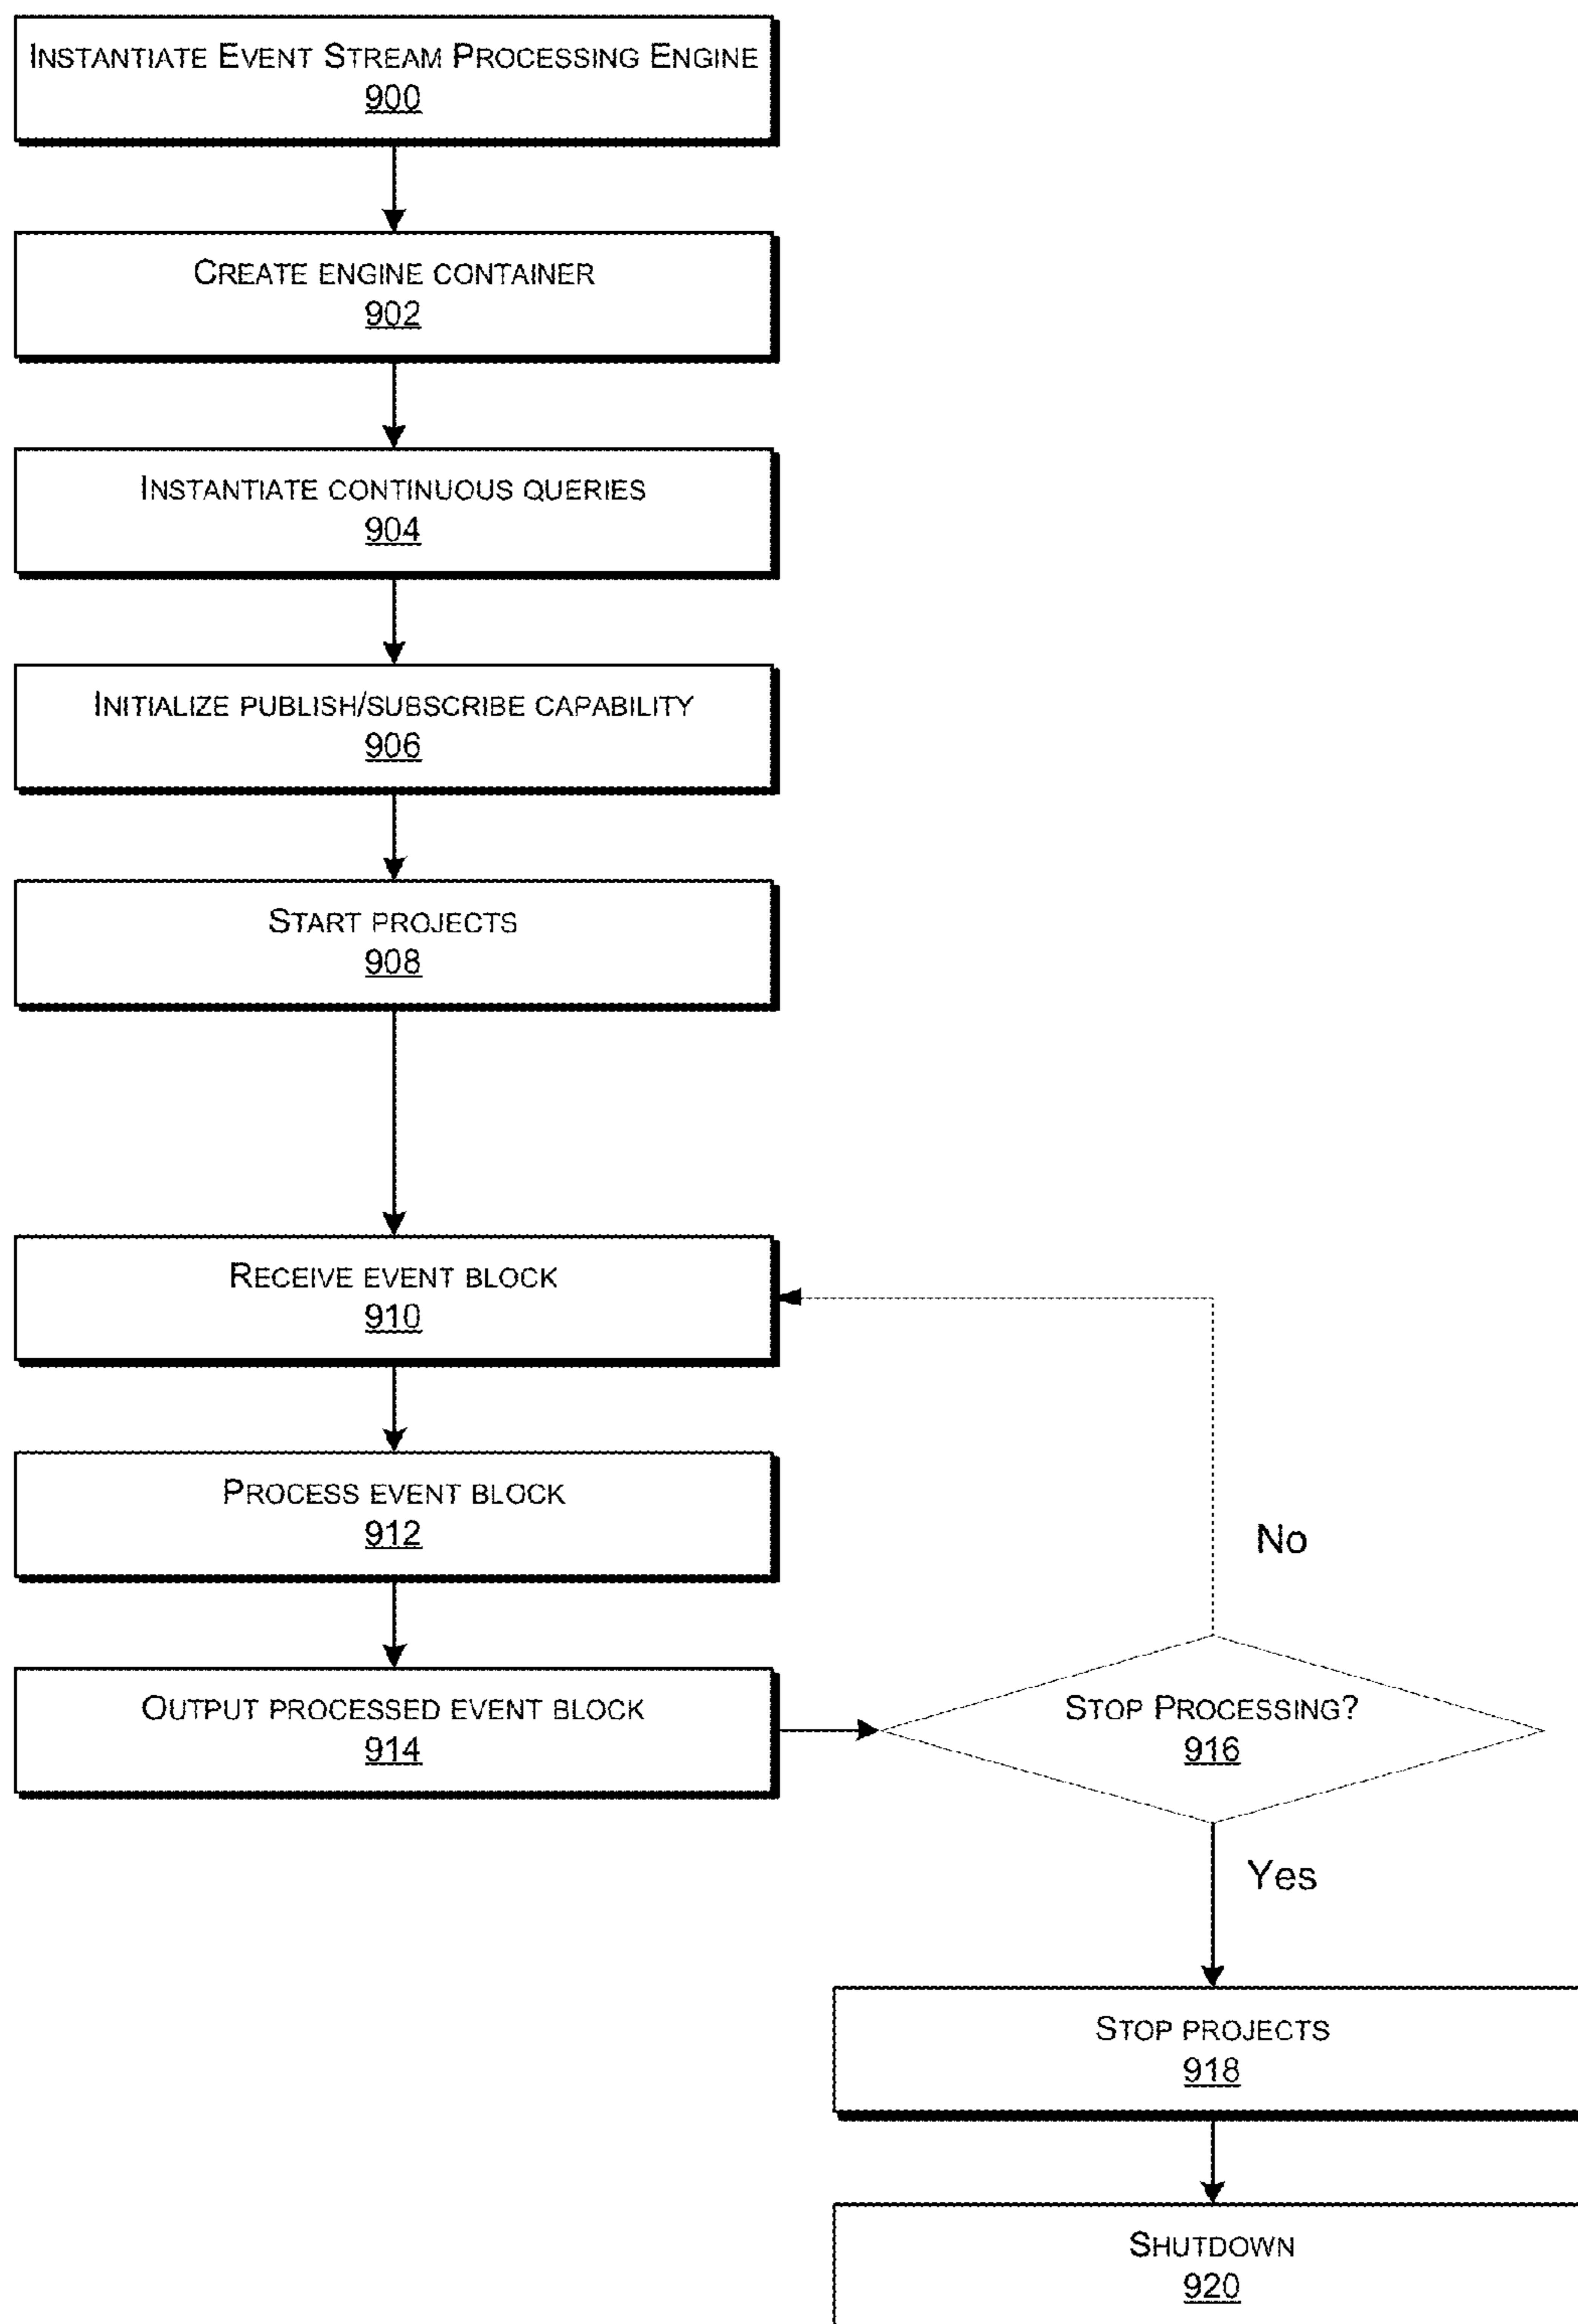 INSTANTIATE EVENT STREAM PROCESSING ENGINE
900
CREATE ENGINE CONTAINER
902
INSTANTIATE CONTINUOUS QUERIES
904
INITIALIZE PUBLISH/SUBSCRIBE CAPABILITY
906
START PROJECTS
908
RECEIVE EVENT BLOCK
910
PROCESS EVENT BLOCK
912
No
OUTPUT PROCESSED EVENT BLOCK
914
STOP PROCESSING?
916
Yes
STOP PROJECTS
918
SHUTDOWN
920